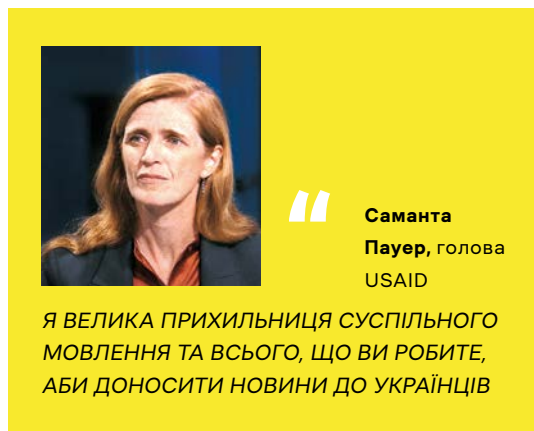 “
Саманта
Пауер, голова
USAID
Я ВЕЛИКА ПРИХИЛЬНИЦЯ СУСПІЛЬНОГО
МОВЛЕННЯ ТА ВСЬОГО, ЩО ВИ РОБИТЕ,
АБИ ДОНОСИТИ НОВИНИ ДО УКРАЇНЦІВ